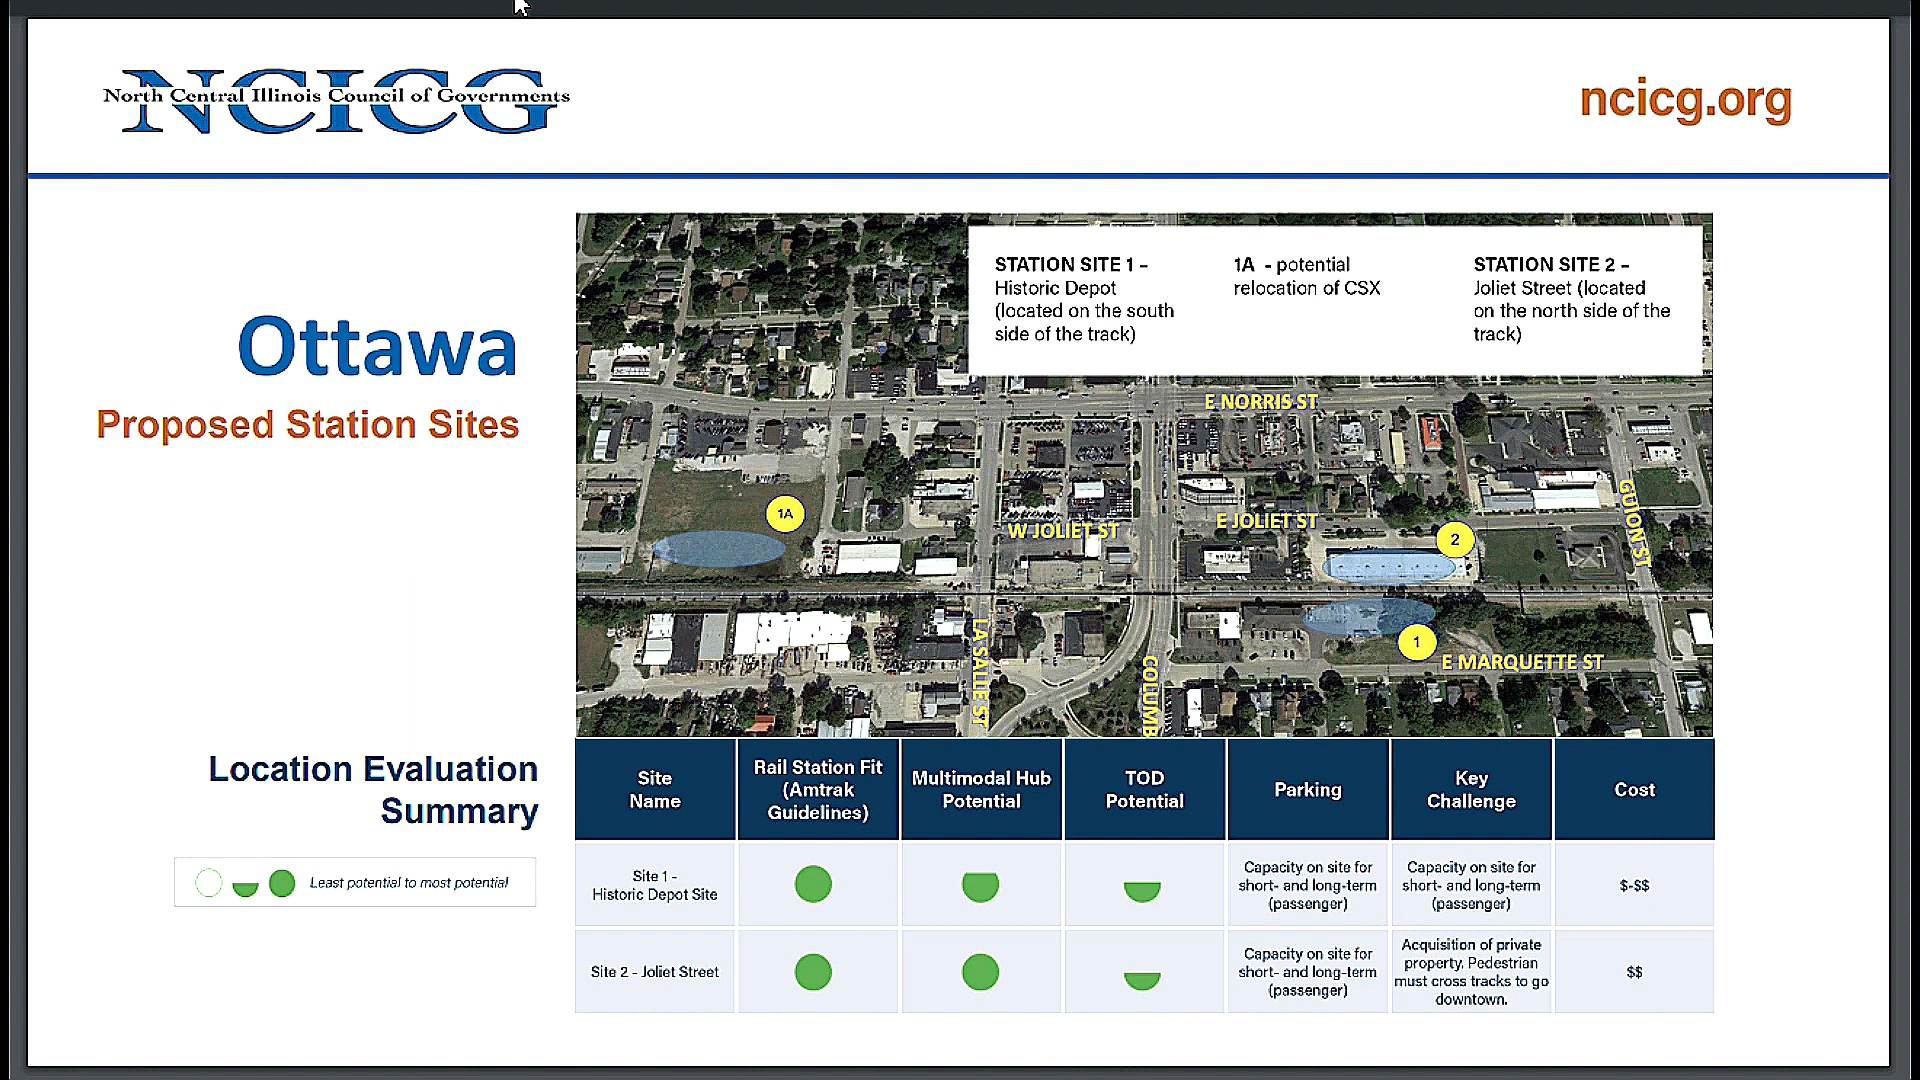 NCICG
North Central Illinois Council of Governments
ncicg.org
Ottawa
Proposed Station Sites
STATION SITE 1 –
Historic Depot
(located on the south
side of the track)
1A - potential
relocation of CSX
STATION SITE 2 –
Joliet Street (located
on the north side of the
track)
E NORRIS ST
1A
W JOLIET ST
E JOLIET ST
2
GUION ST
1
LA SALLE ST
COLUMB
E MARQUETTE ST
Location Evaluation
Summary
Least potential to most potential
Site
Name
Rail Station Fit
(Amtrak
Guidelines)
Multimodal Hub
Potential
TOD
Potential
Parking
Key
Challenge
Cost
Site 1 -
Historic Depot Site
Capacity on site for
short- and long-term
(passenger)
Capacity on site for
short- and long-term
(passenger)
$-$$
Site 2 - Joliet Street
Capacity on site for
short- and long-term
(passenger)
Acquisition of private
property. Pedestrian
must cross tracks to go
downtown.
$$